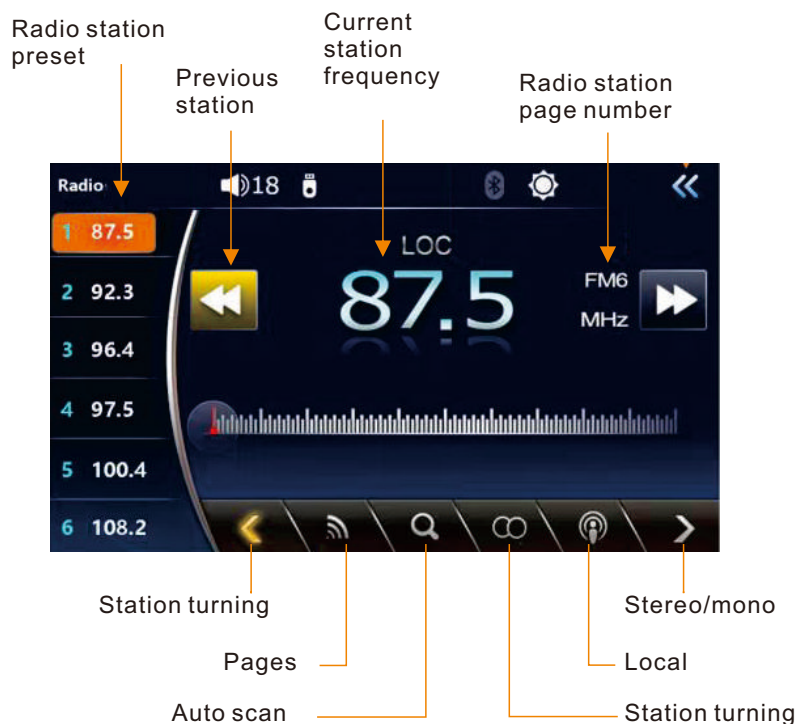 Radio station
preset
Previous
station
Current
station
frequency
Radio station
page number
Radio
18
1 87.5
2 92.3
3 96.4
4 97.5
5 100.4
6 108.2
LOC
87.5
FM6
MHz
Station turning
Pages
Auto scan
Stereo/mono
Local
Station turning